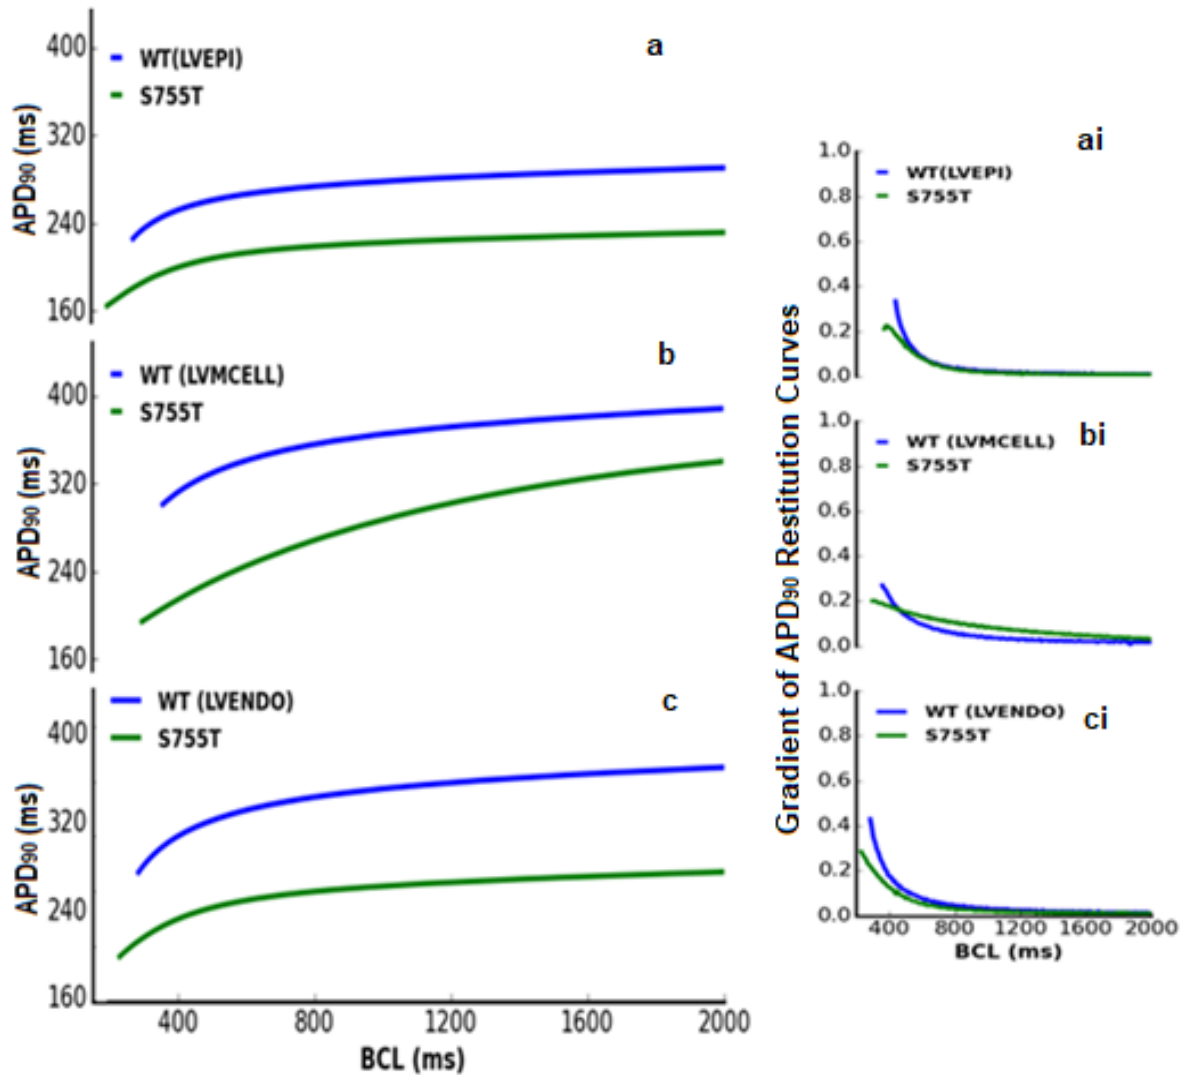 a
400
WT(LVEPI)
S755T
320
240
160
APD90 (ms)
b
400
WT (LVMCELL)
S755T
320
240
160
APD90 (ms)
c
WT (LVENDO)
S755T
400
320
240
160
APD90 (ms)
400 800 1200 1600 2000
BCL (ms)
Gradient of APD90 Restitution Curves
ai
1.0
WT(LVEPI)
0.8
S755T
0.6
0.4
0.2
0.0
bi
1.0
WT (LVMCELL)
0.8
S755T
0.6
0.4
0.2
0.0
ci
1.0
WT (LVENDO)
0.8
S755T
0.6
0.4
0.2
0.0
400 800 1200 1600 2000
BCL (ms)